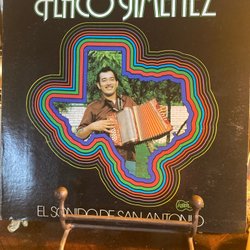 FLACO JIMENEZ
EL SONIDO DE SAN ANTONIO